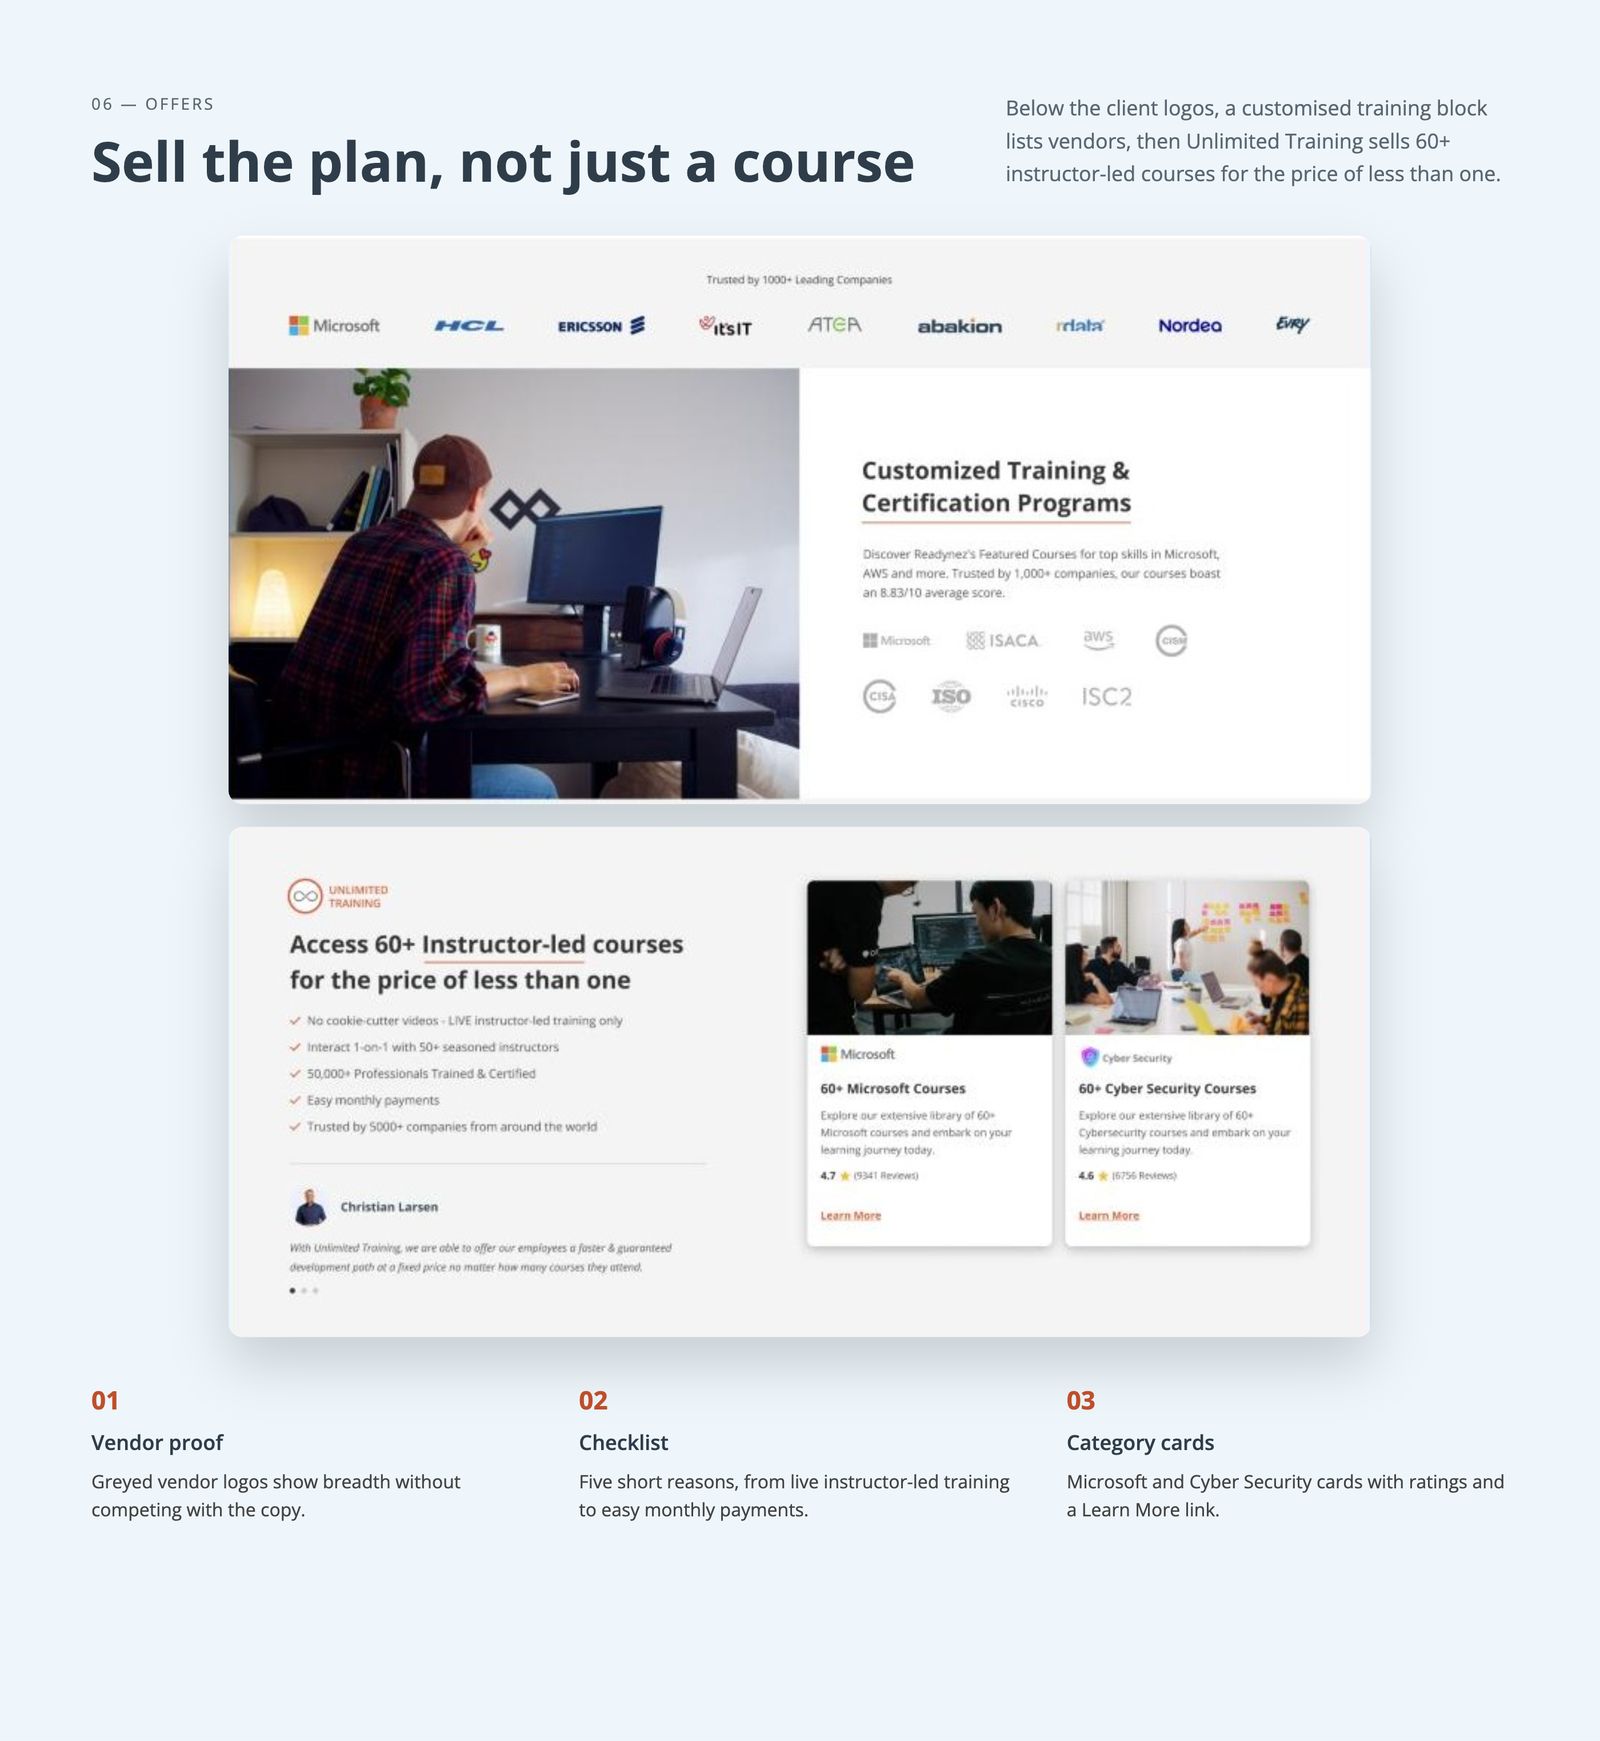 06 — OFFERS
Sell the plan, not just a course
Below the client logos, a customised training block
lists vendors, then Unlimited Training sells 60+
instructor-led courses for the price of less than one.
Trusted by 1000+ Leading Companies
Microsoft HCL ERICSSON it'sIT ATEA abakion Nordea EVRY
Customized Training &
Certification Programs
Discover Readynez's Featured Courses for top skills in Microsoft,
AWS and more. Trusted by 1,000+ companies, our courses boast
an 8.83/10 average score.
Microsoft ISACA aws CISM
CISA ISO CISCO ISC2
UNLIMITED
TRAINING
Access 60+ Instructor-led courses
for the price of less than one
No cookie-cutter videos - LIVE instructor-led training only
Interact 1-on-1 with 50+ seasoned instructors
50,000+ Professionals Trained & Certified
Easy monthly payments
Trusted by 5000+ companies from around the world
Christian Larsen
With Unlimited Training, we are able to offer our employees a faster & guaranteed
development path at a fixed price no matter how many courses they attend.
Microsoft
60+ Microsoft Courses
Explore our extensive library of 60+
Microsoft courses and embark on your
learning journey today.
4.7 (9341 Reviews)
Learn More
Cyber Security
60+ Cyber Security Courses
Explore our extensive library of 60+
Cybersecurity courses and embark on your
learning journey today.
4.6 (6756 Reviews)
Learn More
01
Vendor proof
Greyed vendor logos show breadth without
competing with the copy.
02
Checklist
Five short reasons, from live instructor-led training
to easy monthly payments.
03
Category cards
Microsoft and Cyber Security cards with ratings and
a Learn More link.